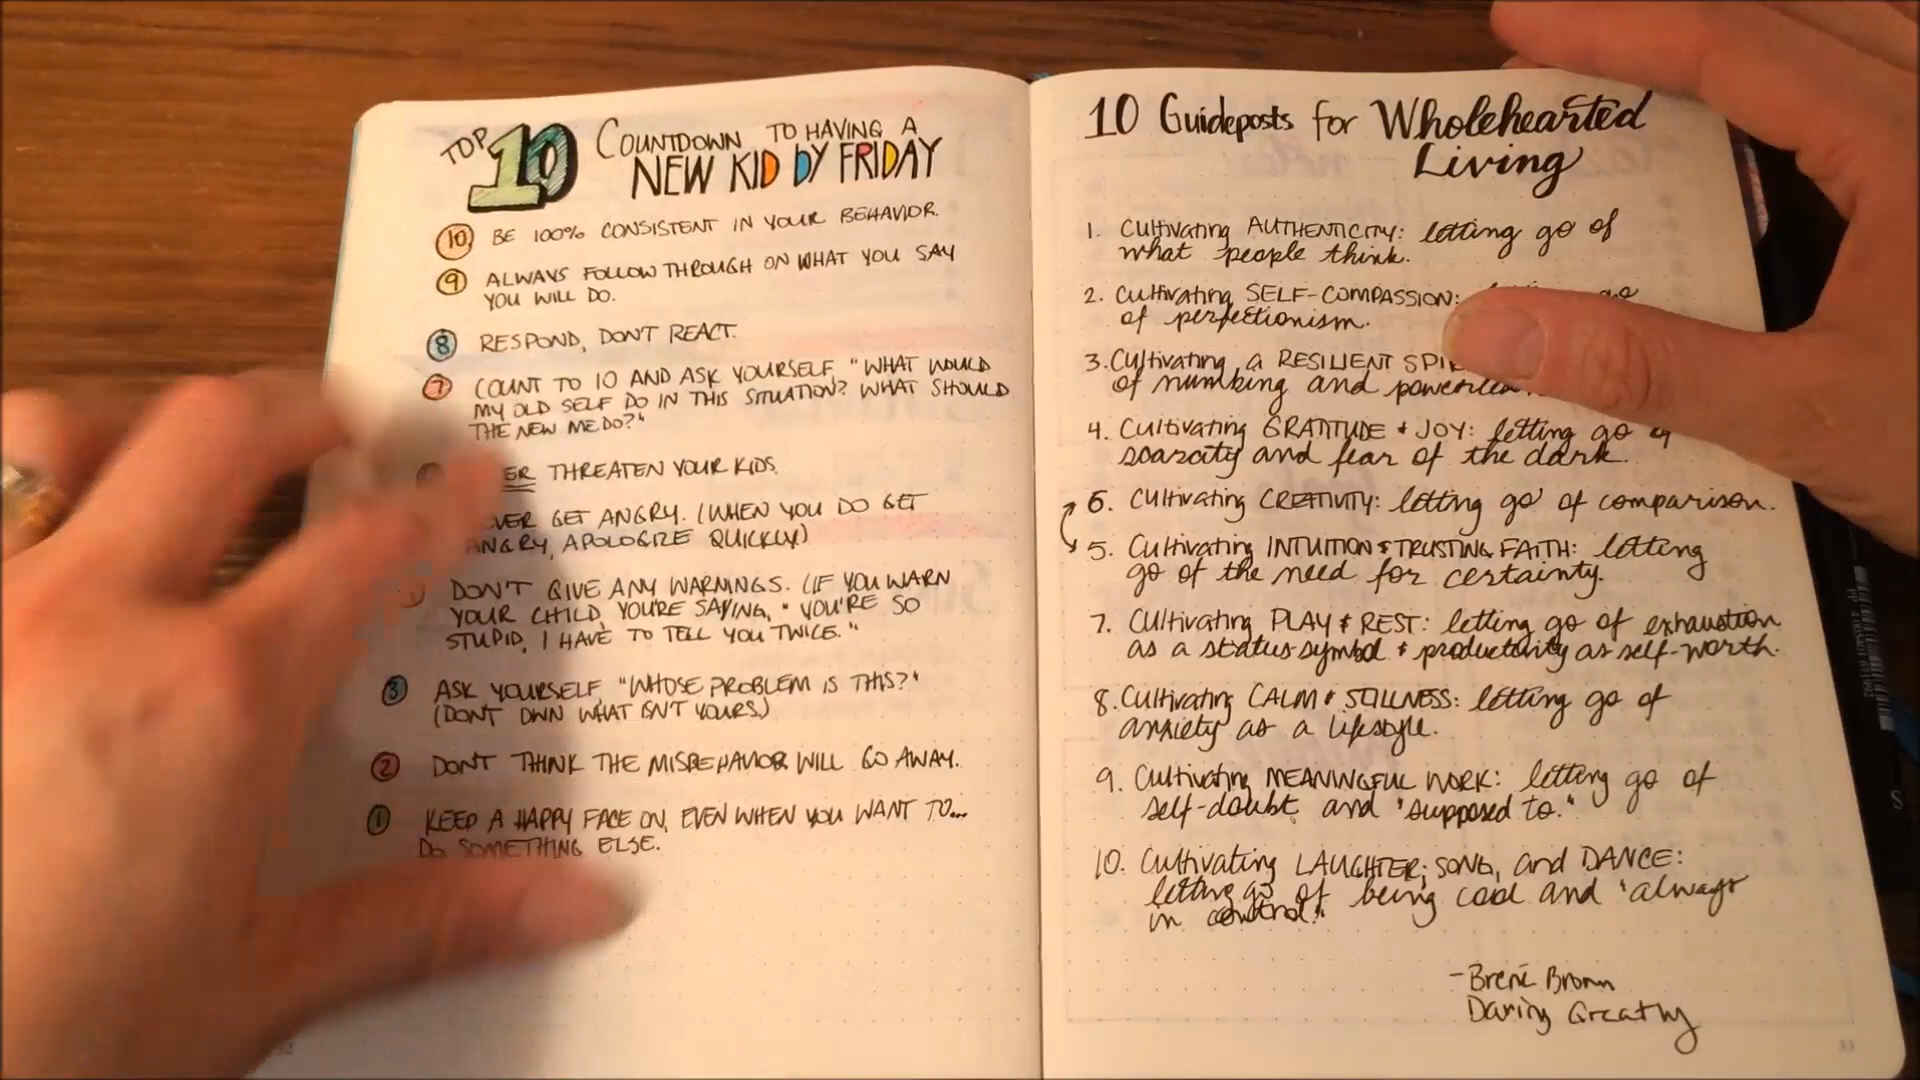 TOP 10 COUNTDOWN TO HAVING A
NEW KID BY FRIDAY
10 BE 100% CONSISTENT IN YOUR BEHAVIOR.
9 ALWAYS FOLLOW THROUGH ON WHAT YOU SAY
YOU WILL DO.
8 RESPOND, DON'T REACT.
7 COUNT TO 10 AND ASK YOURSELF, "WHAT WOULD
MY OLD SELF DO IN THIS SITUATION? WHAT SHOULD
THE NEW ME DO?"
THREATEN YOUR KIDS.
GET ANGRY. (WHEN YOU DO GET
ANGRY, APOLOGIZE QUICKLY)
DON'T GIVE ANY WARNINGS. (IF YOU WARN
YOUR CHILD, YOU'RE SAYING, "YOU'RE SO
STUPID, I HAVE TO TELL YOU TWICE."
3 ASK YOURSELF, "WHOSE PROBLEM IS THIS?"
(DON'T OWN WHAT ISN'T YOURS.)
2 DON'T THINK THE MISBEHAVIOR WILL GO AWAY.
1 KEEP A HAPPY FACE ON, EVEN WHEN YOU WANT TO...
DO SOMETHING ELSE.
10 Guideposts for Wholehearted
Living
1. Cultivating AUTHENTICITY: letting go of
what people think.
2. Cultivating SELF-COMPASSION: go
of perfectionism.
3. Cultivating a RESILIENT
of numbing and
4. Cultivating GRATITUDE + JOY: letting go of
scarcity and fear of the dark.
6. Cultivating CREATIVITY: letting go of comparison.
5. Cultivating INTUITION & TRUSTING FAITH: letting
go of the need for certainty.
7. Cultivating PLAY & REST: letting go of exhaustion
as a status symbol + productivity as self-worth.
8. Cultivating CALM & STILLNESS: letting go of
anxiety as a lifestyle.
9. Cultivating MEANINGFUL WORK: letting go of
self-doubt and "supposed to."
10. Cultivating LAUGHTER, SONG, and DANCE:
letting go of being cool and "always
in control."
-Brené Brown
Daring Greatly
33